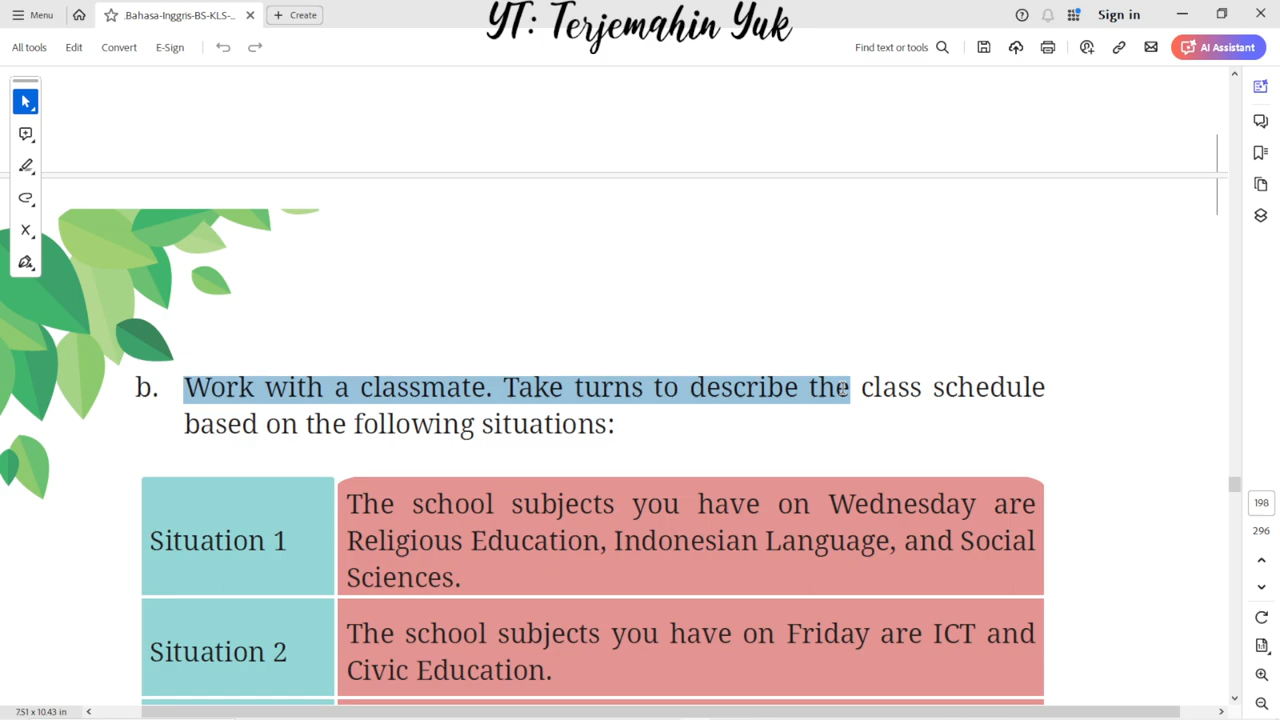 YT: Terjemahin Yuk
Menu
.Bahasa-Inggris-BS-KLS-...
Create
Sign in
All tools
Edit
Convert
E-Sign
Find text or tools
AI Assistant
b. Work with a classmate. Take turns to describe the class schedule
based on the following situations:
Situation 1
The school subjects you have on Wednesday are
Religious Education, Indonesian Language, and Social
Sciences.
Situation 2
The school subjects you have on Friday are ICT and
Civic Education.
198
296
7.51 x 10.43 in